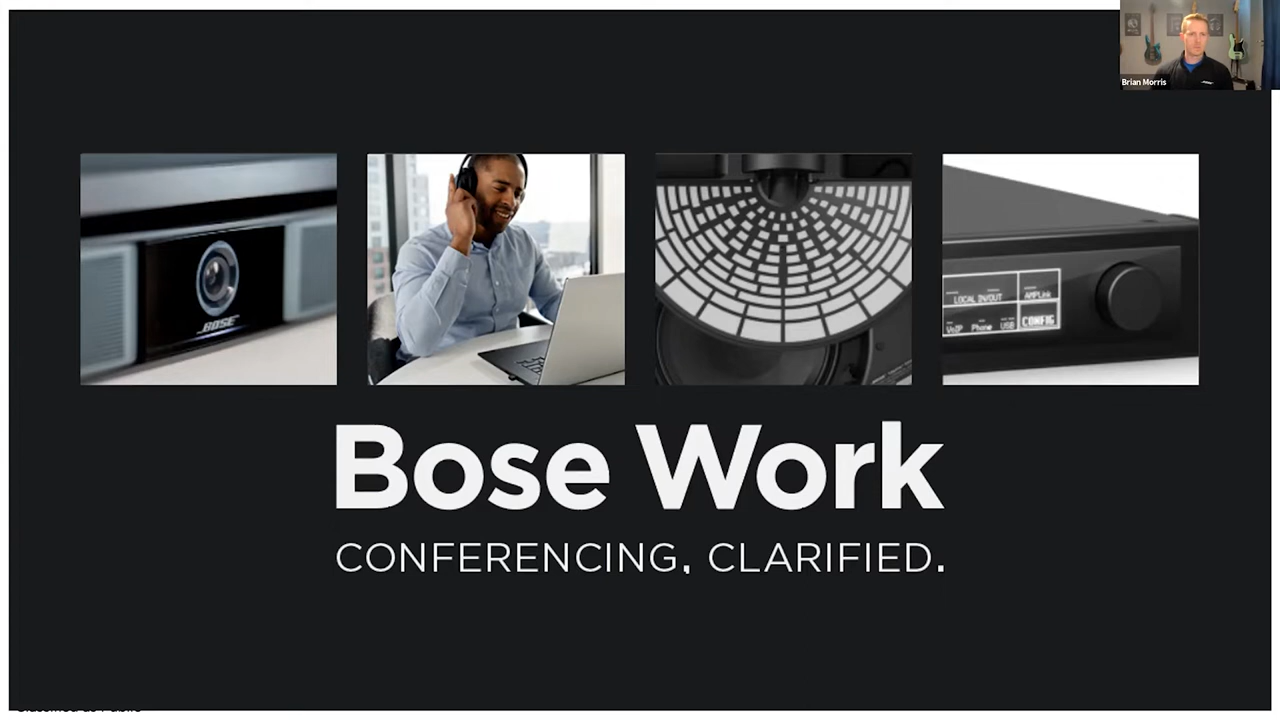 Brian Morris
BOSE
LOCAL IN/OUT
AMPLink
VoIP Phone USB
CONFIG
Bose Work
CONFERENCING, CLARIFIED.